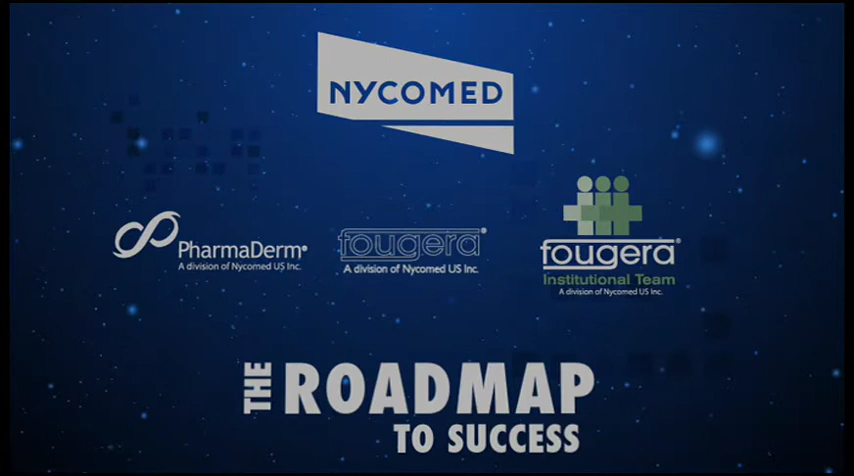 NYCOMED
PharmaDerm®
A division of Nycomed US Inc.
fougera®
A division of Nycomed US Inc.
fougera®
Institutional Team
A division of Nycomed US Inc.
THE ROADMAP
TO SUCCESS